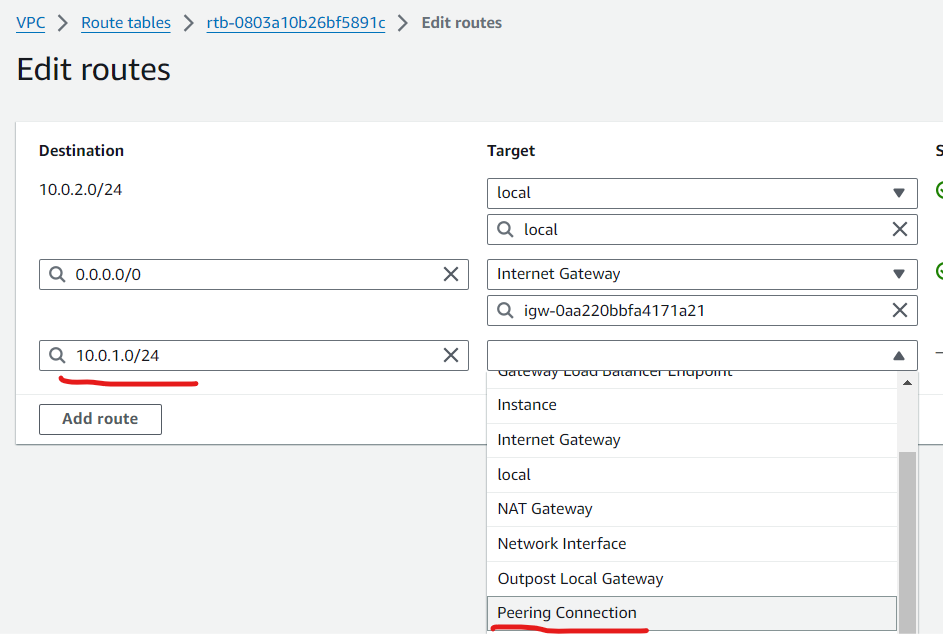 VPC > Route tables > rtb-0803a10b26bf5891c > Edit routes
Edit routes
Destination Target S
10.0.2.0/24 local
local
0.0.0.0/0 Internet Gateway
igw-0aa220bbfa4171a21
10.0.1.0/24
Gateway Load Balancer Endpoint
Instance
Add route
Internet Gateway
local
NAT Gateway
Network Interface
Outpost Local Gateway
Peering Connection